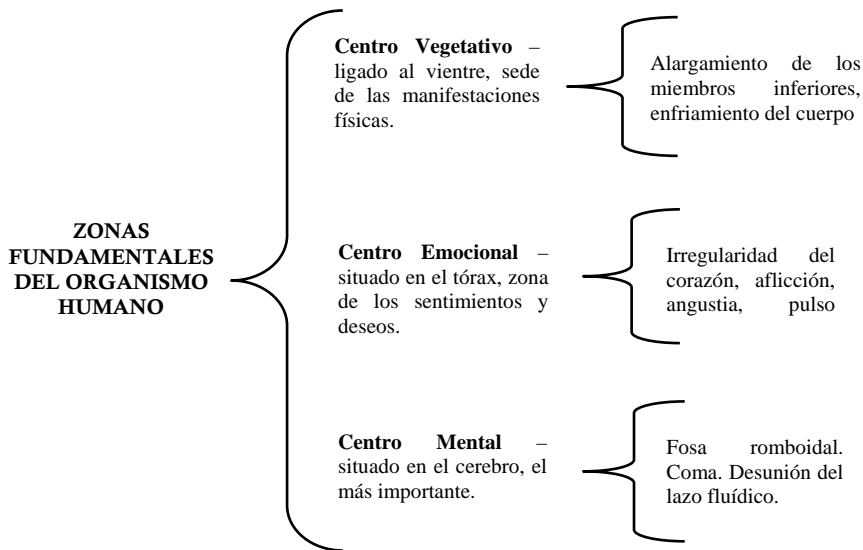 ZONAS
FUNDAMENTALES
DEL ORGANISMO
HUMANO
Centro Vegetativo –
ligado al vientre, sede
de las manifestaciones
físicas.
Alargamiento de los
miembros inferiores,
enfriamiento del cuerpo
Centro Emocional –
situado en el tórax, zona
de los sentimientos y
deseos.
Irregularidad del
corazón, aflicción,
angustia, pulso
Centro Mental –
situado en el cerebro, el
más importante.
Fosa romboidal.
Coma. Desunión del
lazo fluídico.